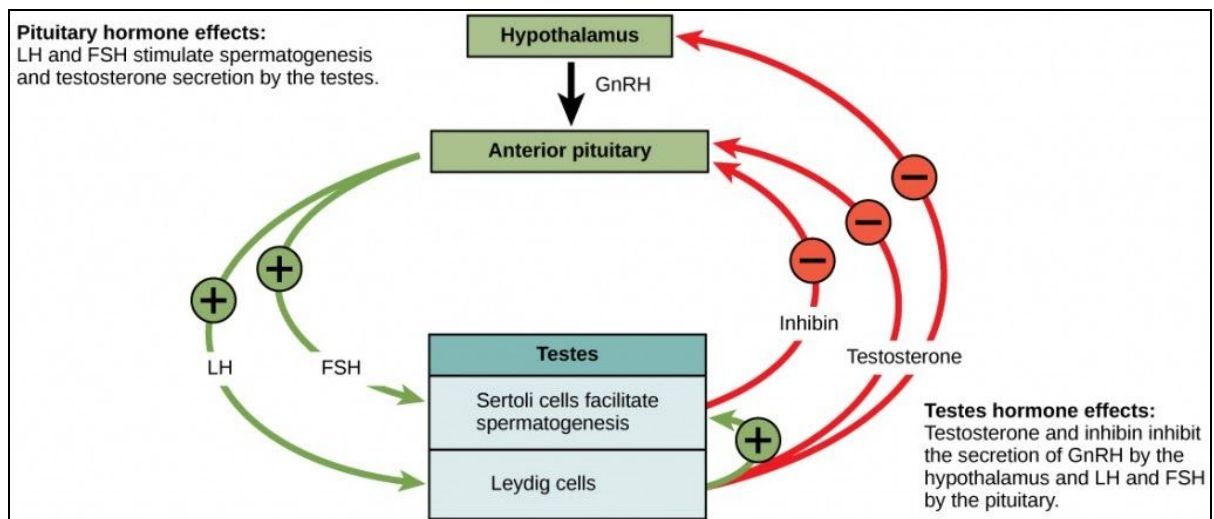 Pituitary hormone effects:
LH and FSH stimulate spermatogenesis
and testosterone secretion by the testes.
Hypothalamus
GnRH
Anterior pituitary
LH
FSH
Inhibin
Testosterone
Testes
Sertoli cells facilitate
spermatogenesis
Leydig cells
Testes hormone effects:
Testosterone and inhibin inhibit
the secretion of GnRH by the
hypothalamus and LH and FSH
by the pituitary.